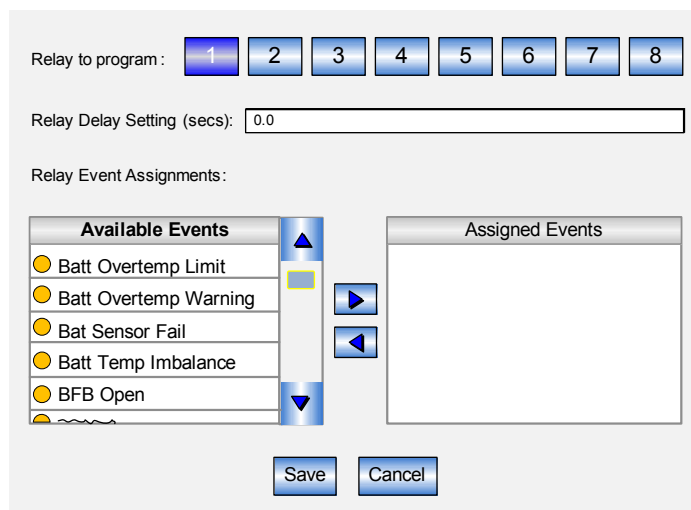 Relay to program : 1 2 3 4 5 6 7 8
Relay Delay Setting (secs): 0.0
Relay Event Assignments:
Available Events Assigned Events
Batt Overtemp Limit
Batt Overtemp Warning
Bat Sensor Fail
Batt Temp Imbalance
BFB Open
Save Cancel